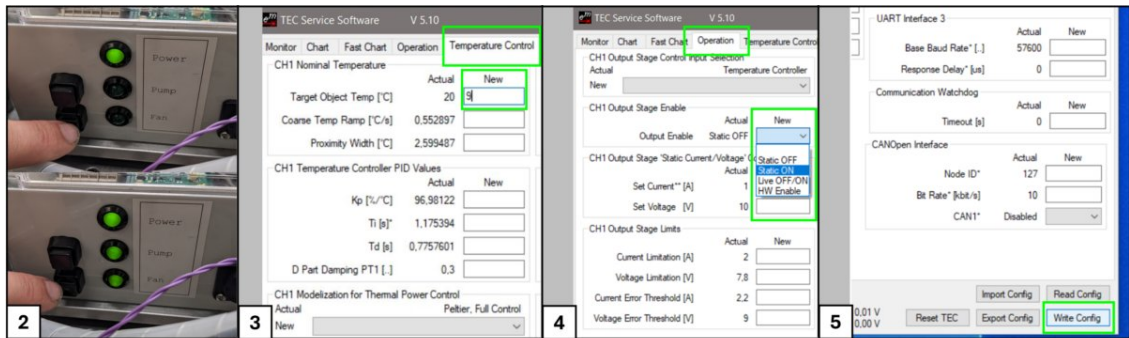 Power
Pump
Fan
Power
Pump
Fan
2
TEC Service Software V 5.10
Monitor Chart Fast Chart Operation Temperature Control
CH1 Nominal Temperature
Actual New
Target Object Temp [°C] 20 9
Coarse Temp Ramp [°C/s] 0,552897
Proximity Width [°C] 2,599487
CH1 Temperature Controller PID Values
Actual New
Kp [%/°C] 96,98122
Ti [s]* 1,175394
Td [s] 0,7757601
D Part Damping PT1 [..] 0,3
CH1 Modelization for Thermal Power Control
Actual Peltier, Full Control
New
3
TEC Service Software V 5.10
Monitor Chart Fast Chart Operation Temperature Contro
CH1 Output Stage Control Input Selection
Actual Temperature Controller
New
CH1 Output Stage Enable
Actual New
Output Enable Static OFF
Static OFF
Static ON
Live OFF/ON
HW Enable
CH1 Output Stage 'Static Current/Voltage'
Actual
Set Current** [A] 1
Set Voltage [V] 10
CH1 Output Stage Limits
Actual New
Current Limitation [A] 2
Voltage Limitation [V] 7,8
Current Error Threshold [A] 2,2
Voltage Error Threshold [V] 9
4
UART Interface 3
Actual New
Base Baud Rate* [..] 57600
Response Delay* [us] 0
Communication Watchdog
Actual New
Timeout [s] 0
CANOpen Interface
Actual New
Node ID* 127
Bit Rate* [kbit/s] 10
CAN1* Disabled
Import Config Read Config
0.01 V
0.00 V Reset TEC Export Config Write Config
5